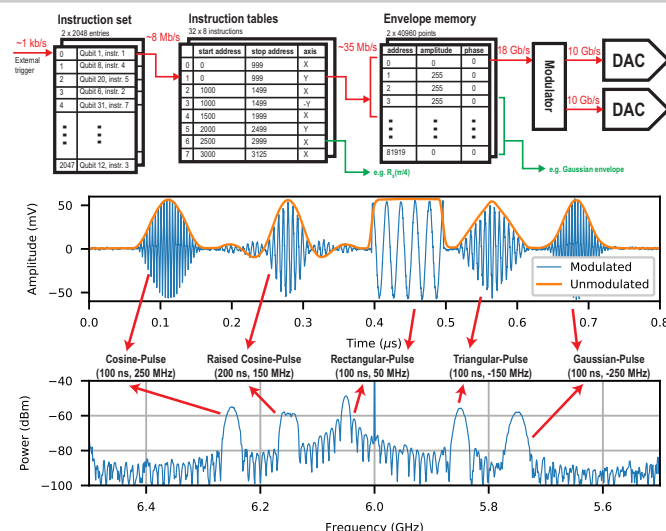 Instruction set
2 x 2048 entries
Instruction tables
32 x 8 instructions
Envelope memory
2 x 40960 points
~1 kb/s
External
trigger
0 Qubit 1, instr. 1
1 Qubit 8, instr. 4
2 Qubit 20, instr. 5
3 Qubit 6, instr. 2
4 Qubit 31, instr. 7
2047 Qubit 12, instr. 3
~8 Mb/s
start address stop address axis
0 0 999 X
1 0 999 Y
2 1000 1499 X
3 1000 1499 -Y
4 1500 1999 X
5 2000 2499 Y
6 2500 2999 X
7 3000 3125 X
e.g. Rx(π/4)
~35 Mb/s
address amplitude phase
0 0 0
1 255 0
2 255 0
3 255 0
81919 0 0
e.g. Gaussian envelope
18 Gb/s
Modulator
10 Gb/s
DAC
10 Gb/s
DAC
Amplitude (mV)
50
0
−50
0.0 0.1 0.2 0.3 0.4 0.5 0.6 0.7 0.8
Time (μs)
Modulated
Unmodulated
Cosine-Pulse
(100 ns, 250 MHz)
Raised Cosine-Pulse
(200 ns, 150 MHz)
Rectangular-Pulse
(100 ns, 50 MHz)
Triangular-Pulse
(100 ns, -150 MHz)
Gaussian-Pulse
(100 ns, -250 MHz)
Power (dBm)
−40
−60
−80
−100
6.4 6.2 6.0 5.8 5.6
Frequency (GHz)